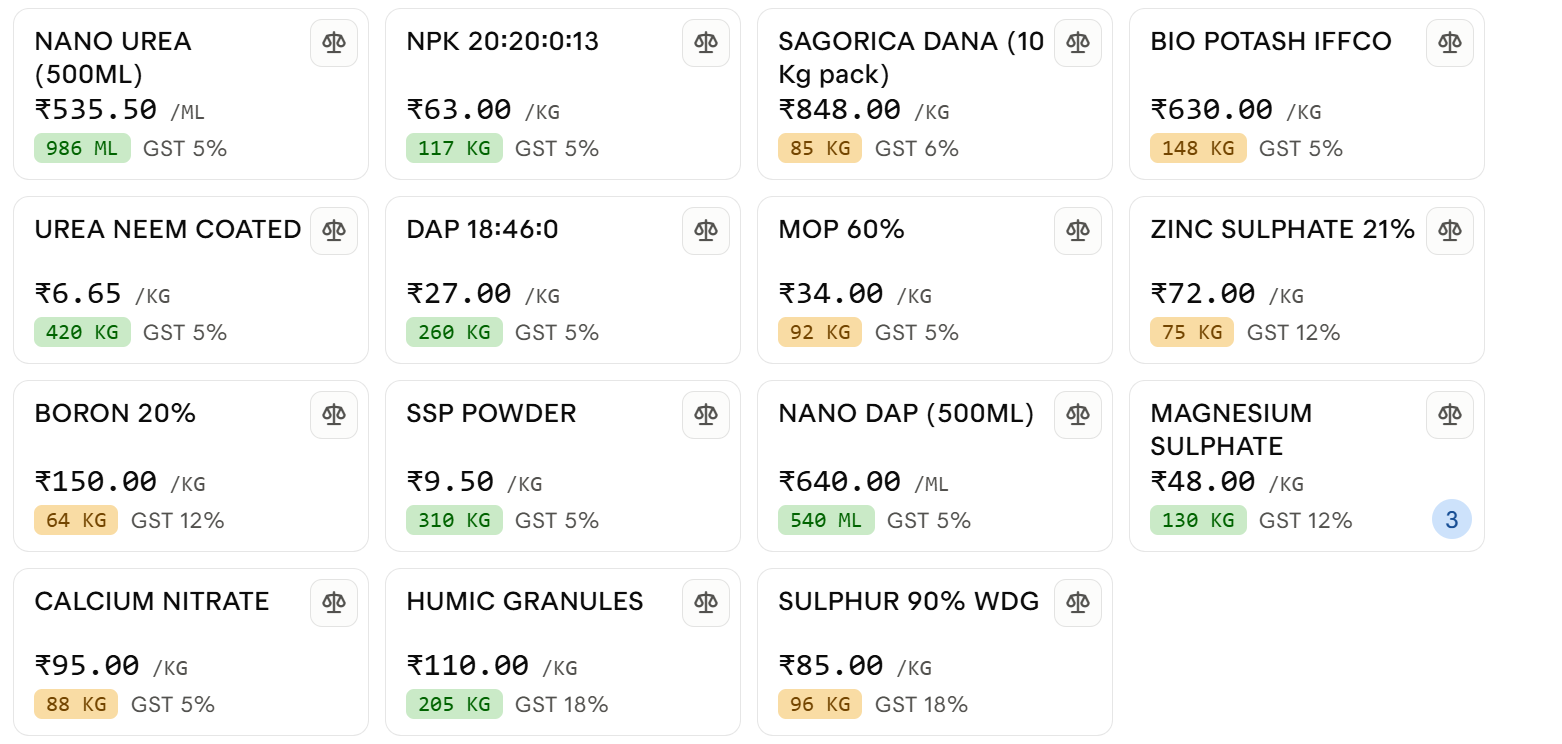 NANO UREA
(500ML)
₹535.50 /ML
986 ML GST 5%
NPK 20:20:0:13
₹63.00 /KG
117 KG GST 5%
SAGORICA DANA (10
Kg pack)
₹848.00 /KG
85 KG GST 6%
BIO POTASH IFFCO
₹630.00 /KG
148 KG GST 5%
UREA NEEM COATED
₹6.65 /KG
420 KG GST 5%
DAP 18:46:0
₹27.00 /KG
260 KG GST 5%
MOP 60%
₹34.00 /KG
92 KG GST 5%
ZINC SULPHATE 21%
₹72.00 /KG
75 KG GST 12%
BORON 20%
₹150.00 /KG
64 KG GST 12%
SSP POWDER
₹9.50 /KG
310 KG GST 5%
NANO DAP (500ML)
₹640.00 /ML
540 ML GST 5%
MAGNESIUM
SULPHATE
₹48.00 /KG
130 KG GST 12% 3
CALCIUM NITRATE
₹95.00 /KG
88 KG GST 5%
HUMIC GRANULES
₹110.00 /KG
205 KG GST 18%
SULPHUR 90% WDG
₹85.00 /KG
96 KG GST 18%